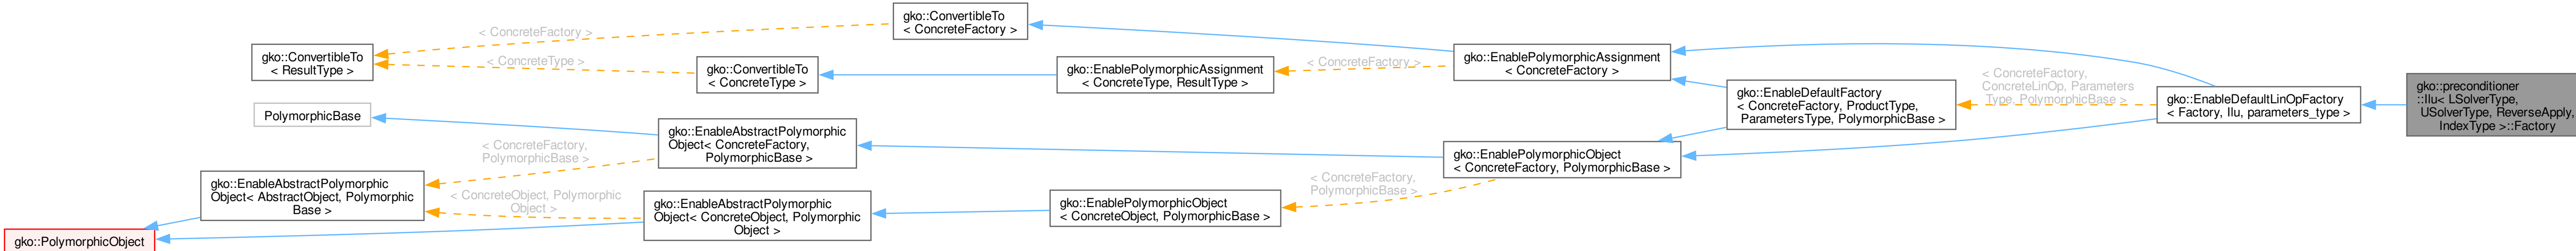 gko::ConvertibleTo
< ConcreteFactory >
< ConcreteFactory >
gko::ConvertibleTo
< ResultType >
< ConcreteType >
gko::ConvertibleTo
< ConcreteType >
gko::EnablePolymorphicAssignment
< ConcreteType, ResultType >
< ConcreteFactory >
gko::EnablePolymorphicAssignment
< ConcreteFactory >
gko::EnableDefaultFactory
< ConcreteFactory, ProductType,
ParametersType, PolymorphicBase >
< ConcreteFactory,
ConcreteLinOp, Parameters
Type, PolymorphicBase >
gko::EnableDefaultLinOpFactory
< Factory, Ilu, parameters_type >
gko::preconditioner
::Ilu< LSolverType,
USolverType, ReverseApply,
IndexType >::Factory
PolymorphicBase
gko::EnableAbstractPolymorphic
Object< ConcreteFactory,
PolymorphicBase >
< ConcreteFactory,
PolymorphicBase >
gko::EnablePolymorphicObject
< ConcreteFactory, PolymorphicBase >
gko::EnableAbstractPolymorphic
Object< AbstractObject, Polymorphic
Base >
< ConcreteObject, Polymorphic
Object >
gko::EnableAbstractPolymorphic
Object< ConcreteObject, Polymorphic
Object >
gko::EnablePolymorphicObject
< ConcreteObject, PolymorphicBase >
< ConcreteFactory,
PolymorphicBase >
gko::PolymorphicObject